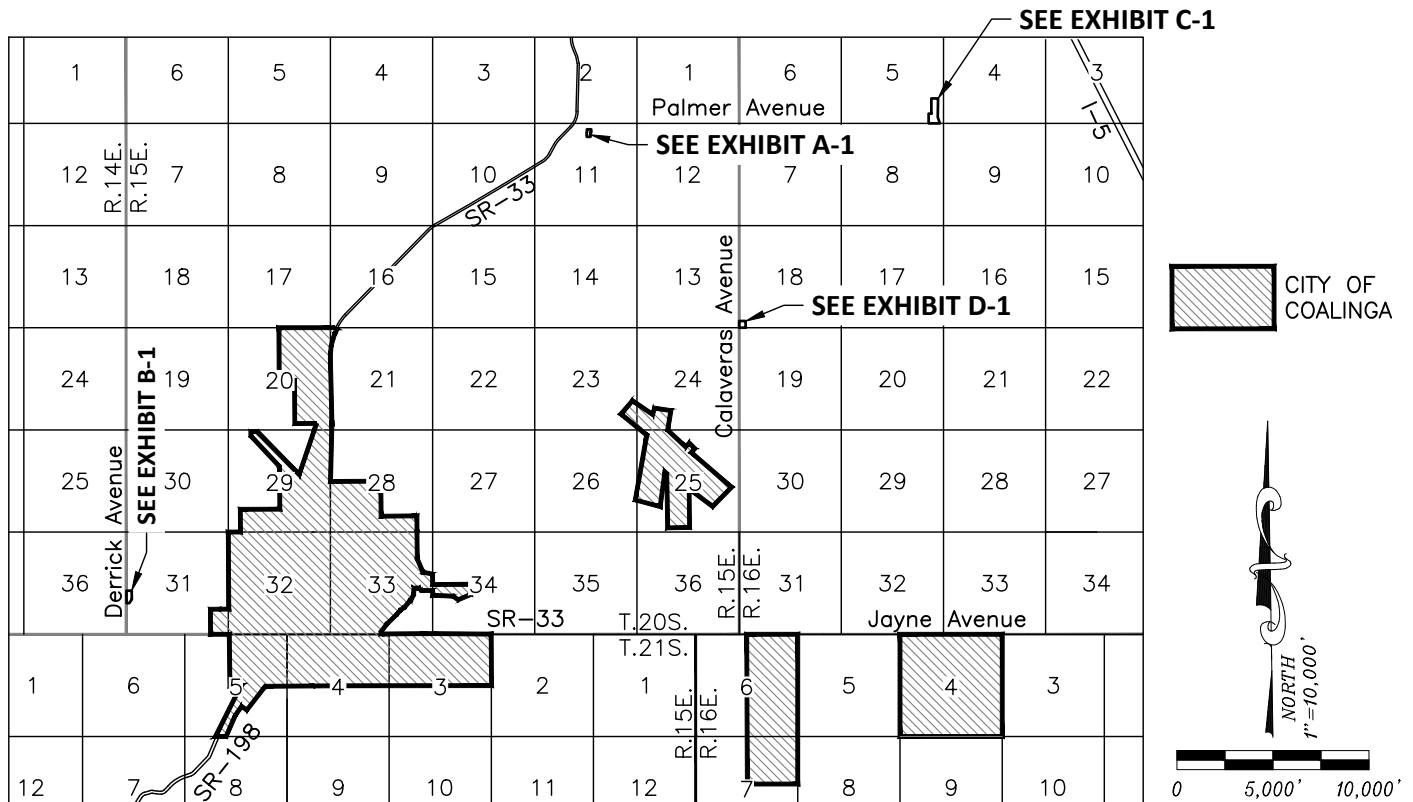 SEE EXHIBIT C-1
1 6 5 4 3 2 1 6 5 4 3
Palmer Avenue
I-5
SEE EXHIBIT A-1
12 7 8 9 10 11 12 7 8 9 10
R.14E.
R.15E.
SR-33
13 18 17 16 15 14 13 18 17 16 15
Calaveras Avenue
SEE EXHIBIT D-1
CITY OF
COALINGA
24 19 20 21 22 23 24 19 20 21 22
SEE EXHIBIT B-1
Derrick Avenue
25 30 29 28 27 26 25 30 29 28 27
36 31 32 33 34 35 36 31 32 33 34
R.15E.
R.16E.
SR-33
T.20S.
Jayne Avenue
T.21S.
1 6 5 4 3 2 1 6 5 4 3
R.15E.
R.16E.
SR-198
12 7 8 9 10 11 12 7 8 9 10
NORTH
1"=10,000'
0 5,000' 10,000'